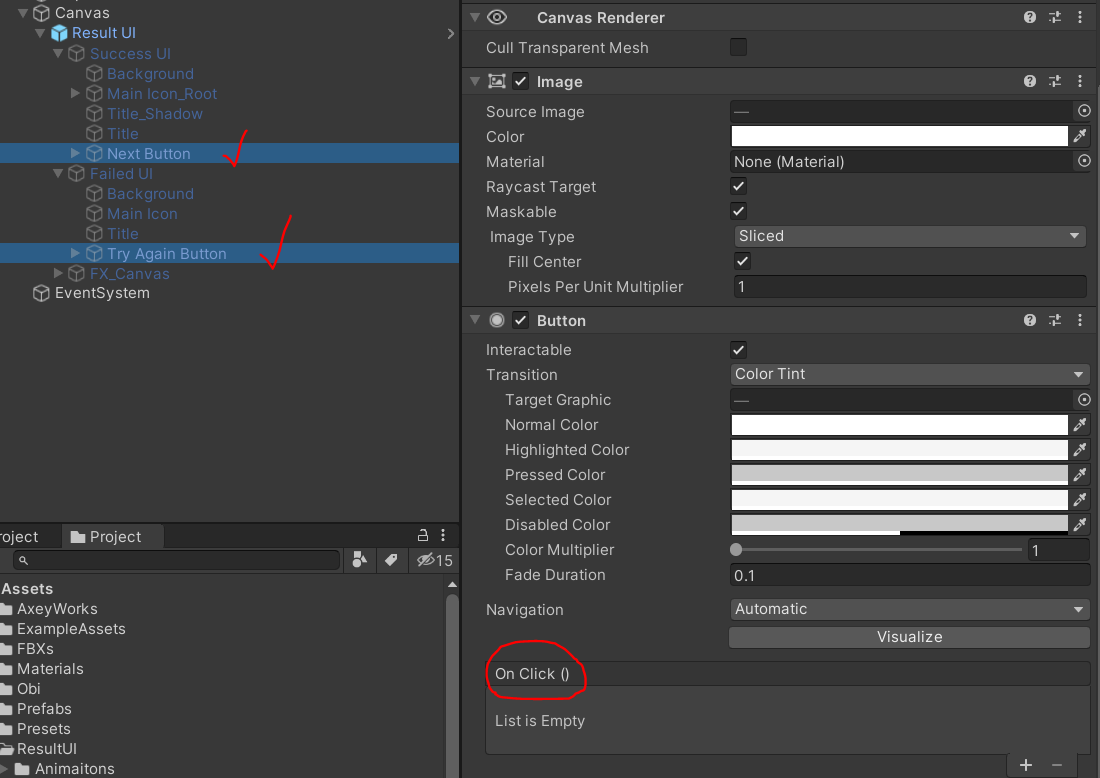 Canvas
Result UI
Success UI
Background
Main Icon_Root
Title_Shadow
Title
Next Button
Failed UI
Background
Main Icon
Title
Try Again Button
FX_Canvas
EventSystem
roject
Project
15
Assets
AxeyWorks
ExampleAssets
FBXs
Materials
Obi
Prefabs
Presets
ResultUI
Animaitons
Canvas Renderer
Cull Transparent Mesh
Image
Source Image —
Color
Material None (Material)
Raycast Target
Maskable
Image Type Sliced
Fill Center
Pixels Per Unit Multiplier 1
Button
Interactable
Transition Color Tint
Target Graphic —
Normal Color
Highlighted Color
Pressed Color
Selected Color
Disabled Color
Color Multiplier 1
Fade Duration 0.1
Navigation Automatic
Visualize
On Click ()
List is Empty